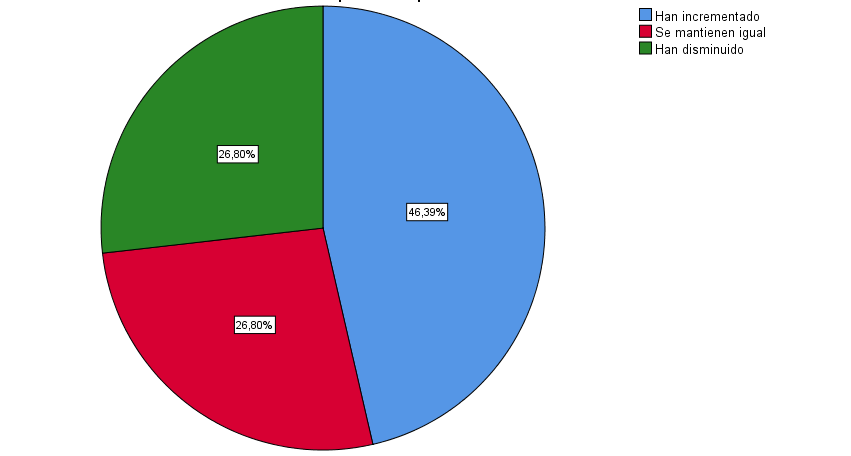 Han incrementado
Se mantienen igual
Han disminuido
26,80%
46,39%
26,80%